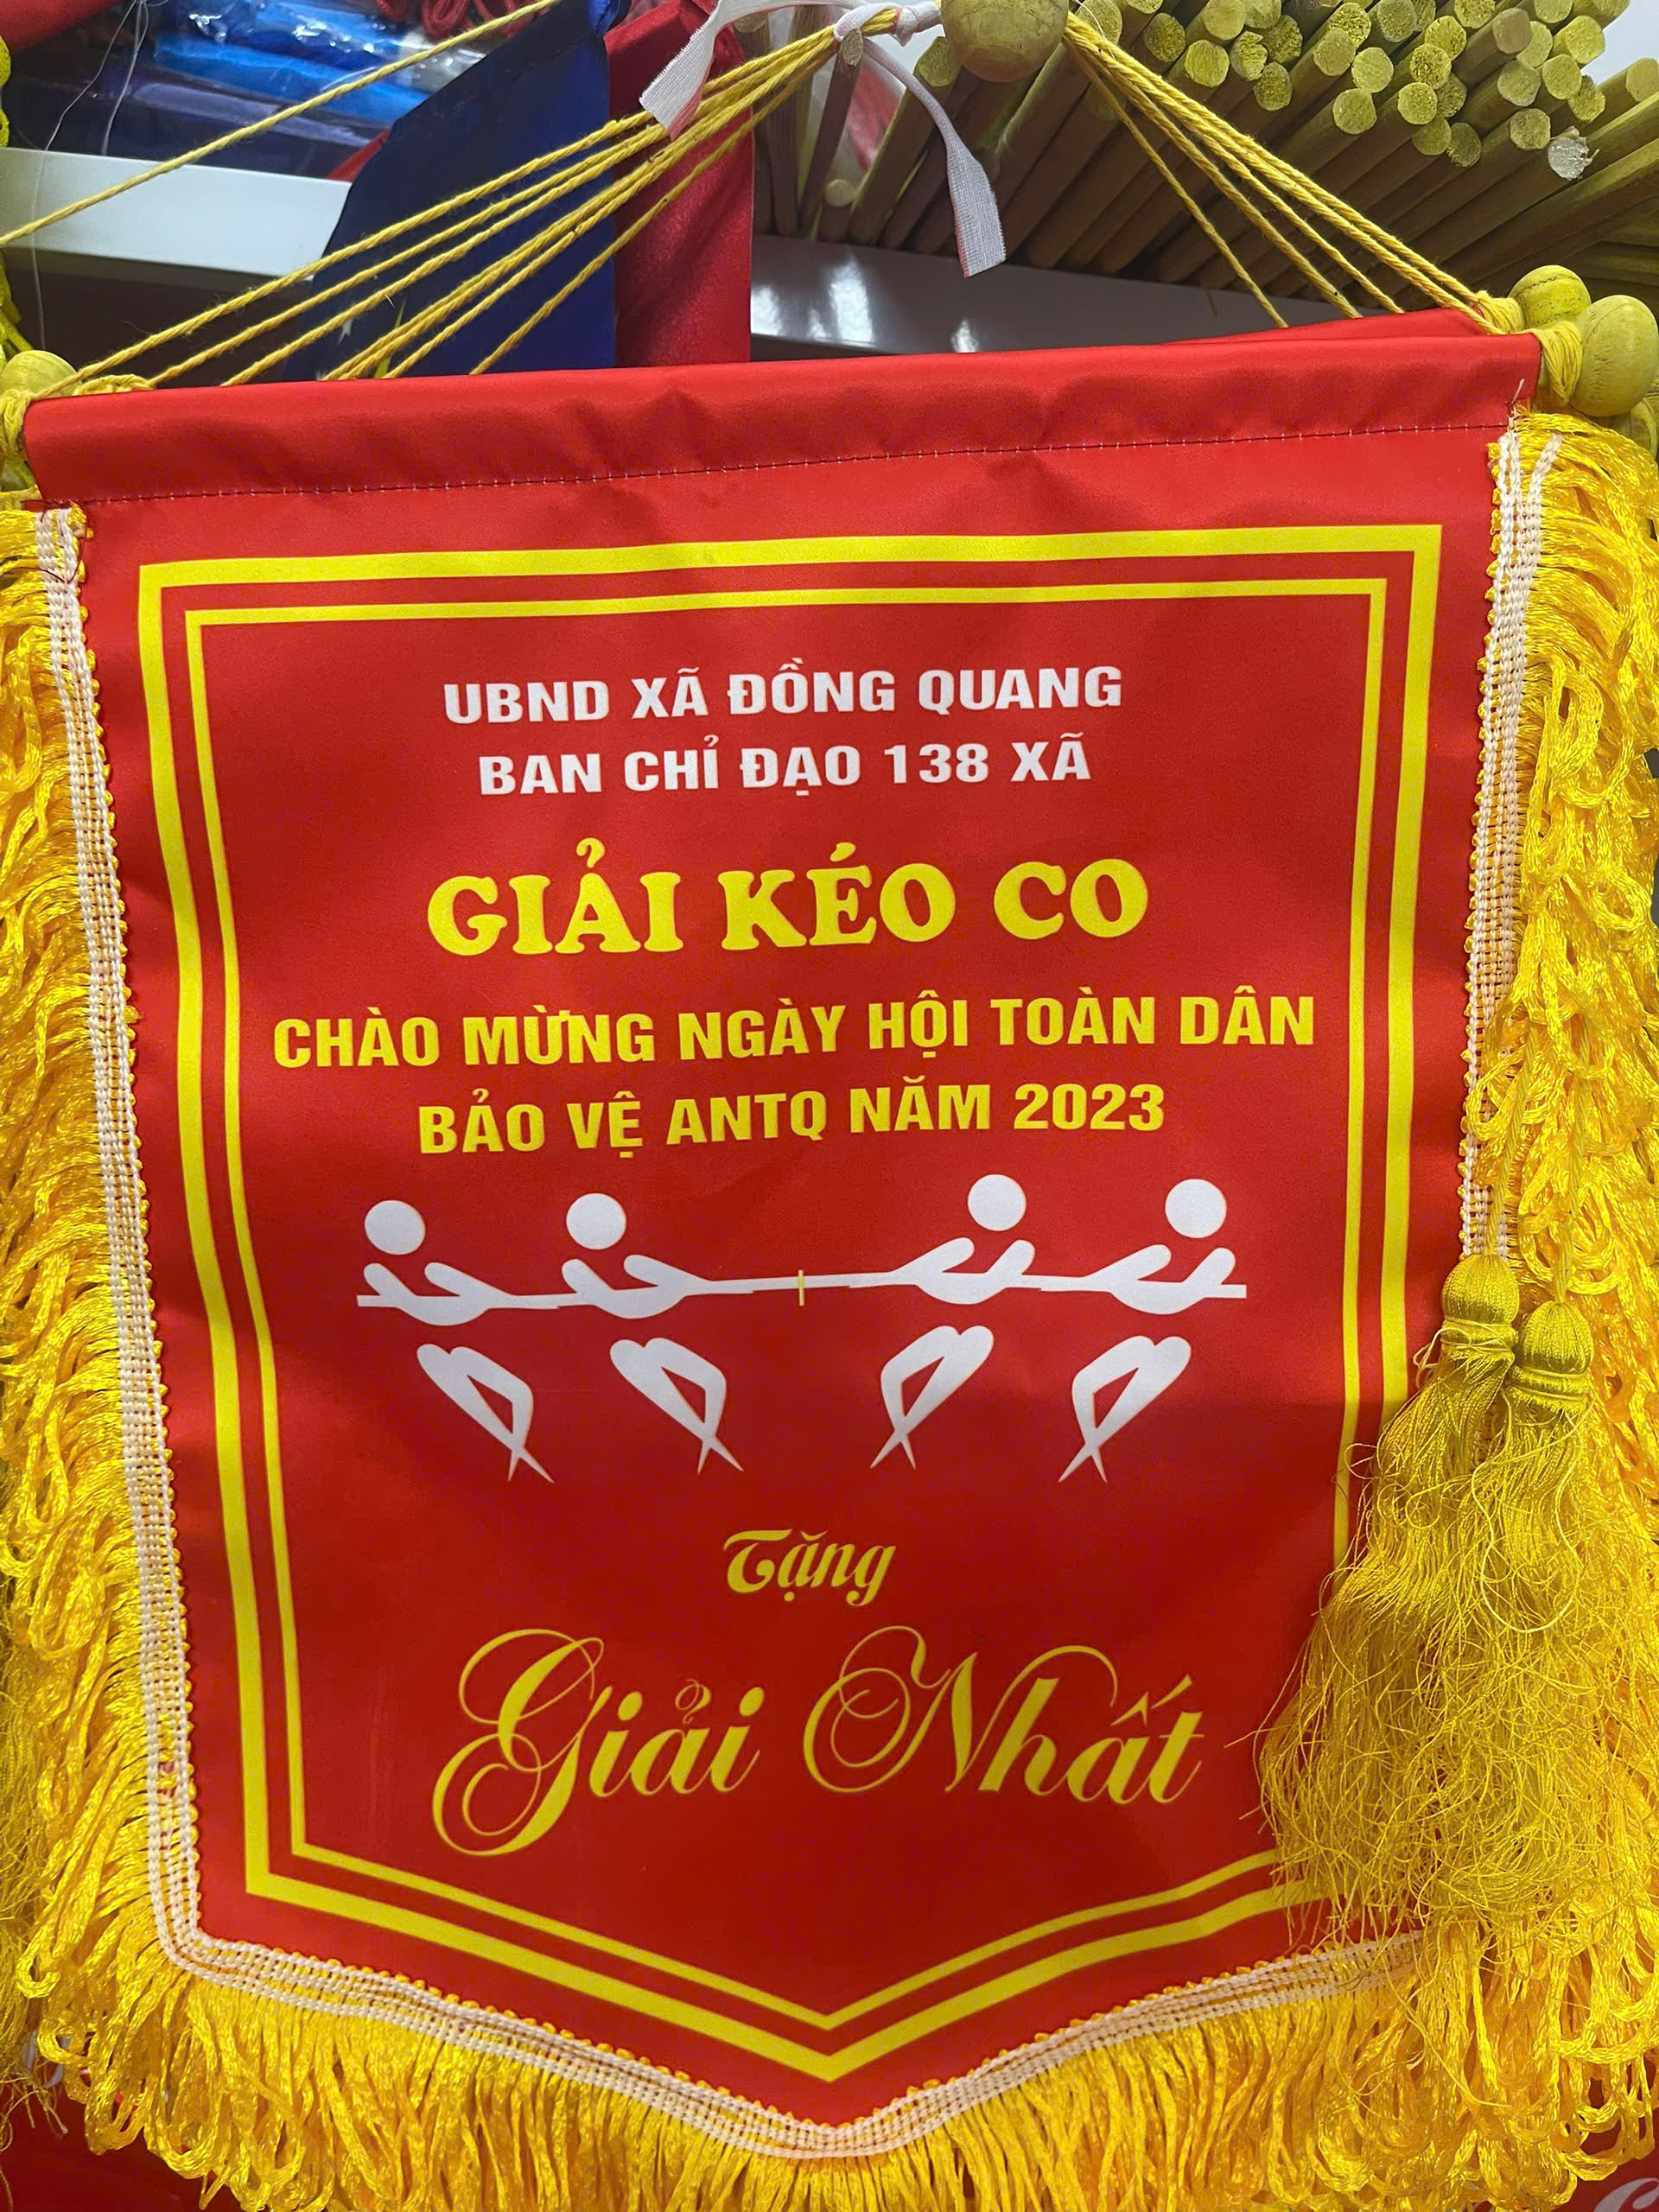 UBND XÃ ĐỒNG QUANG
BAN CHỈ ĐẠO 138 XÃ
GIẢI KÉO CO
CHÀO MỪNG NGÀY HỘI TOÀN DÂN
BẢO VỆ ANTQ NĂM 2023
Tặng
Giải Nhất